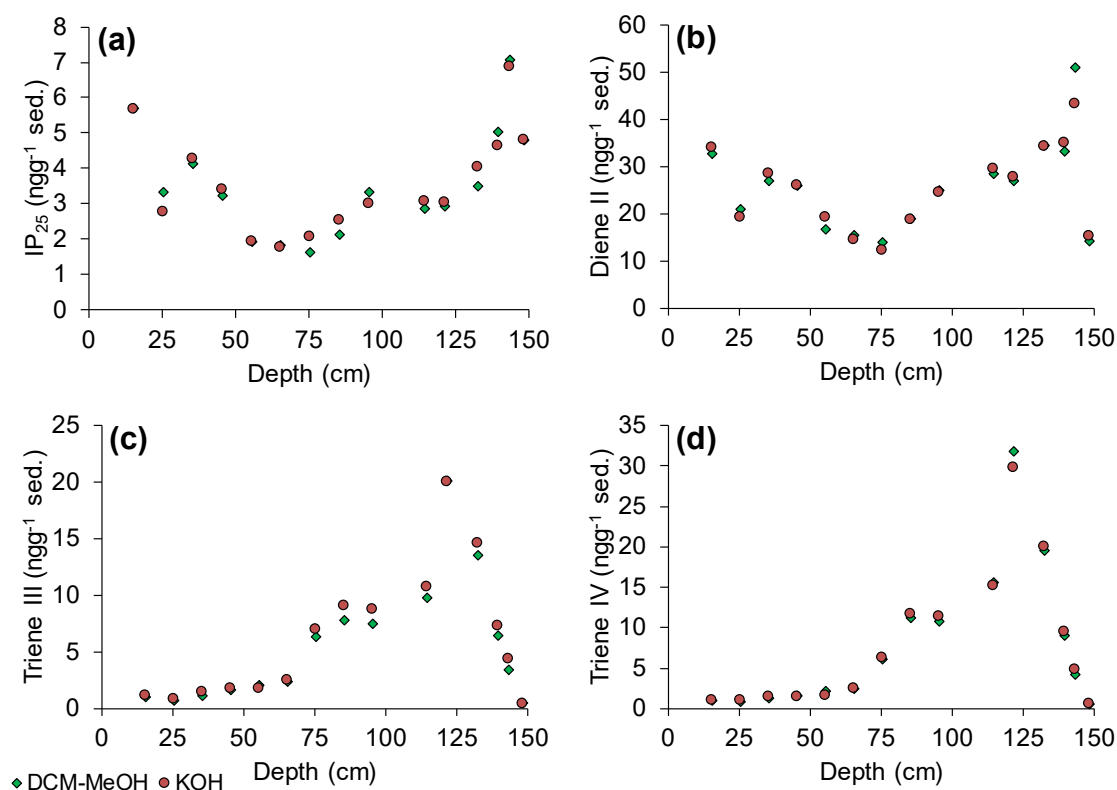 (a)
8
7
6
5
4
3
2
1
0
IP25 (ngg-1 sed.)
0 25 50 75 100 125 150
Depth (cm)
(b)
60
50
40
30
20
10
0
Diene II (ngg-1 sed.)
0 25 50 75 100 125 150
Depth (cm)
(c)
25
20
15
10
5
0
Triene III (ngg-1 sed.)
0 25 50 75 100 125 150
Depth (cm)
(d)
35
30
25
20
15
10
5
0
Triene IV (ngg-1 sed.)
0 25 50 75 100 125 150
Depth (cm)
DCM-MeOH KOH